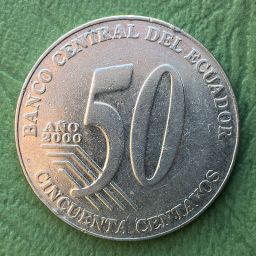 BANCO CENTRAL DEL ECUADOR
50
AÑO
2000
CINCUENTA CENTAVOS